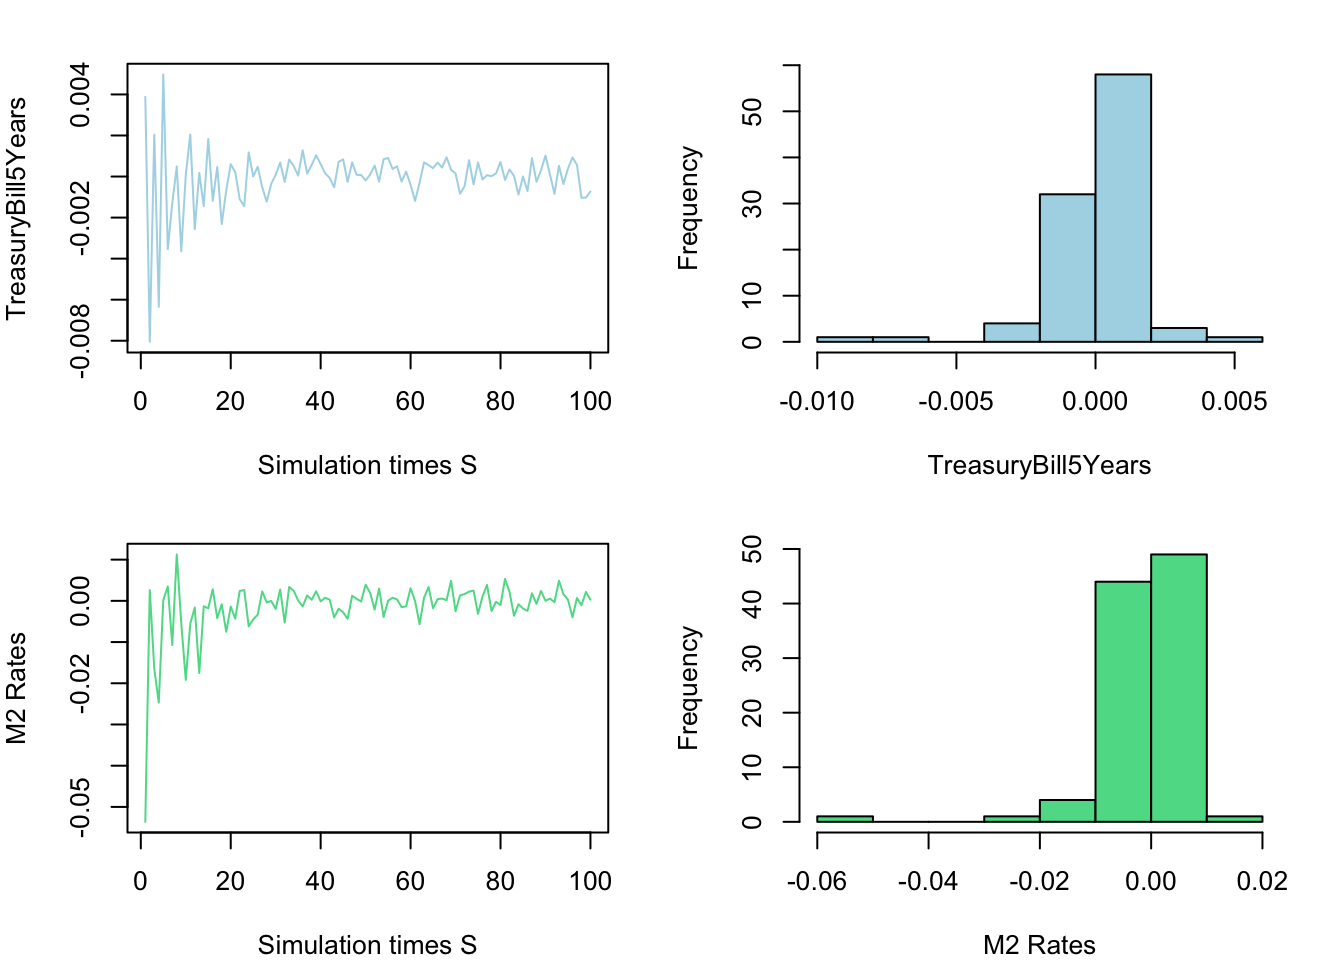 TreasuryBill5Years
0.004
-0.002
-0.008
0 20 40 60 80 100
Simulation times S
Frequency
50
30
10
0
-0.010 -0.005 0.000 0.005
TreasuryBill5Years
M2 Rates
0.00
-0.02
-0.05
0 20 40 60 80 100
Simulation times S
Frequency
50
40
30
20
10
0
-0.06 -0.04 -0.02 0.00 0.02
M2 Rates